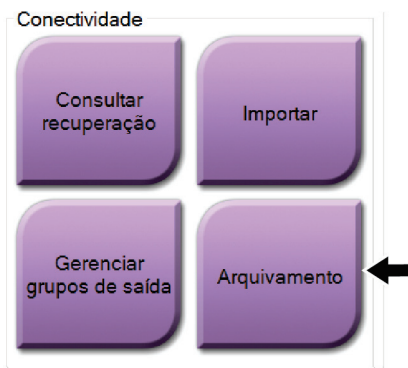 Conectividade
Consultar
recuperação
Importar
Gerenciar
grupos de saída
Arquivamento